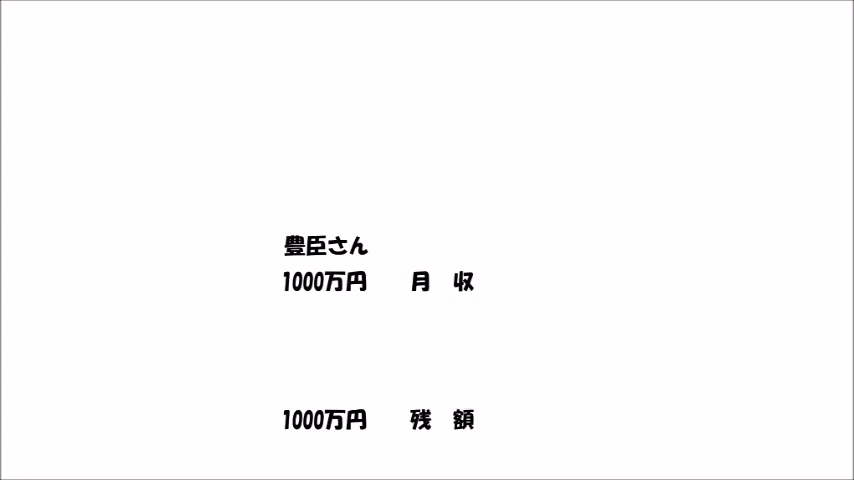 豊臣さん
1000万円　月　収
1000万円　残　額